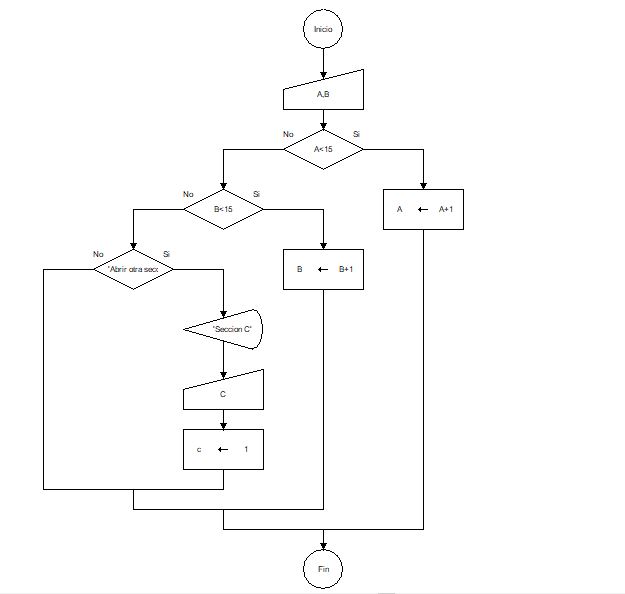 Inicio
A,B
No
Si
A<15
No
Si
B<15
A ← A+1
No
Si
"Abrir otra secc
B ← B+1
"Seccion C"
C
c ← 1
Fin